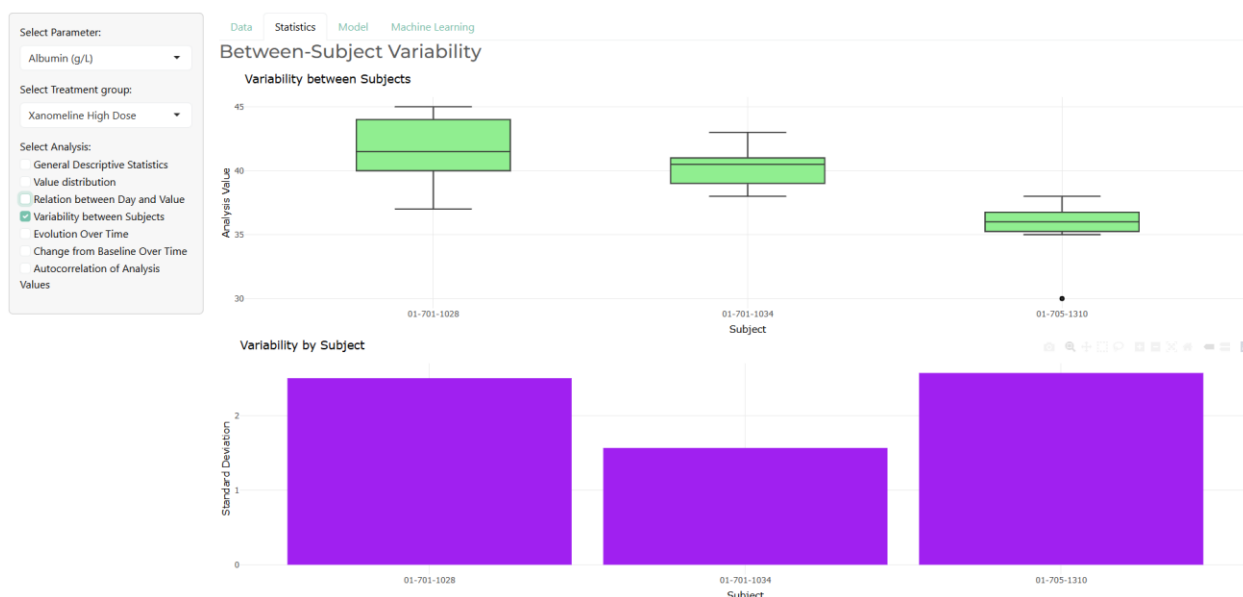 Select Parameter:
Albumin (g/L)
Select Treatment group:
Xanomeline High Dose
Select Analysis:
General Descriptive Statistics
Value distribution
Relation between Day and Value
Variability between Subjects
Evolution Over Time
Change from Baseline Over Time
Autocorrelation of Analysis
Values
Data Statistics Model Machine Learning
Between-Subject Variability
Variability between Subjects
Analysis Value
45
40
35
30
01-701-1028 01-701-1034 01-705-1310
Subject
Variability by Subject
Standard Deviation
2
1
0
01-701-1028 01-701-1034 01-705-1310
Subject